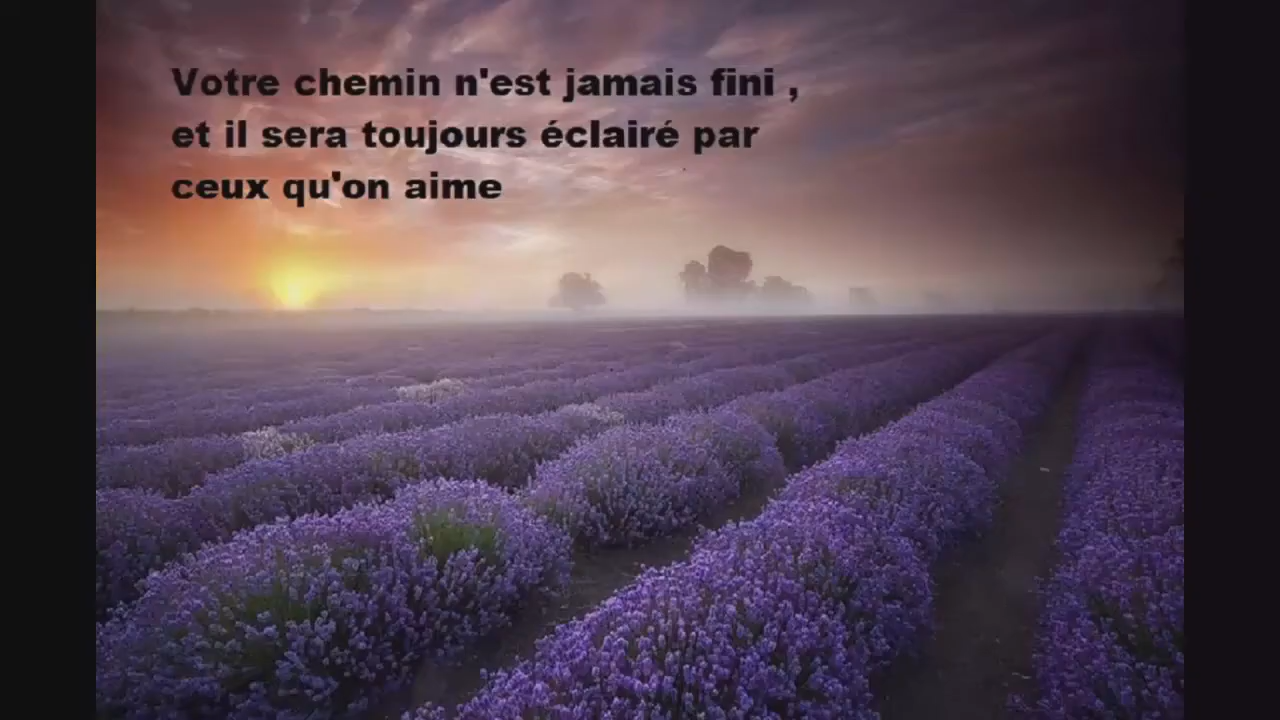 Votre chemin n'est jamais fini ,
et il sera toujours éclairé par
ceux qu'on aime